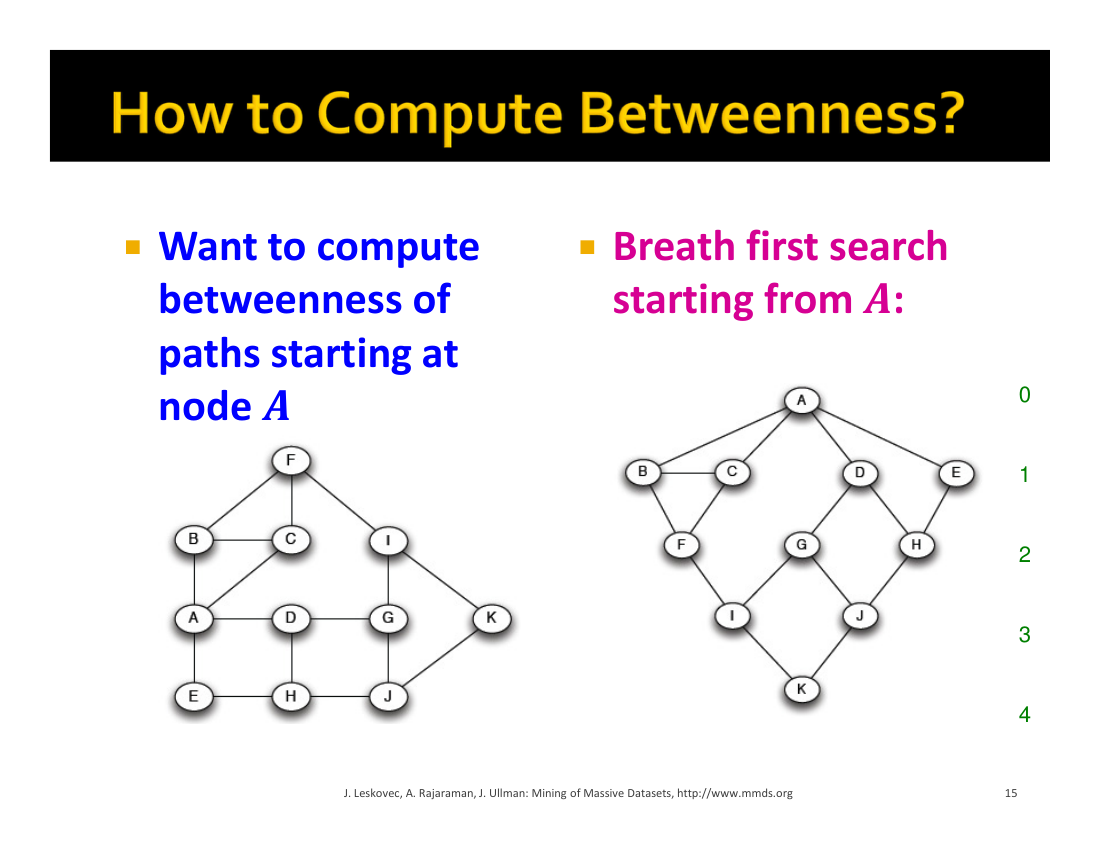 How to Compute Betweenness?
Want to compute
betweenness of
paths starting at
node A
Breath first search
starting from A:
F
B
C
I
A
D
G
K
E
H
J
A
0
B
C
D
E
1
F
G
H
2
I
J
3
K
4
J. Leskovec, A. Rajaraman, J. Ullman: Mining of Massive Datasets, http://www.mmds.org
15